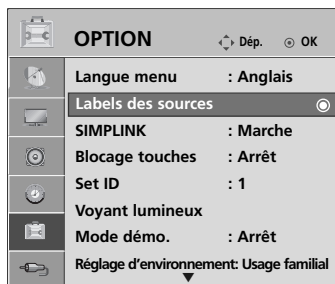 OPTION Dép. OK
Langue menu : Anglais
Labels des sources
SIMPLINK : Marche
Blocage touches : Arrêt
Set ID : 1
Voyant lumineux
Mode démo. : Arrêt
Réglage d'environnement: Usage familial